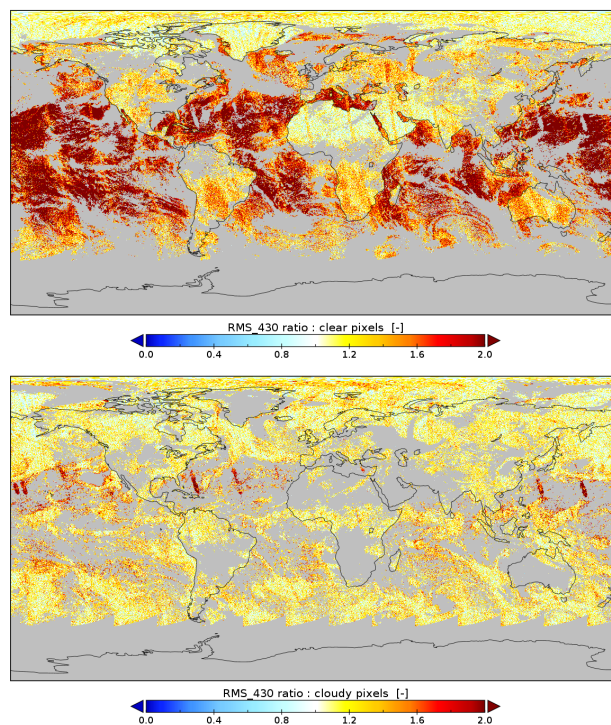 RMS_430 ratio : clear pixels [-]
0.0 0.4 0.8 1.2 1.6 2.0
RMS_430 ratio : cloudy pixels [-]
0.0 0.4 0.8 1.2 1.6 2.0